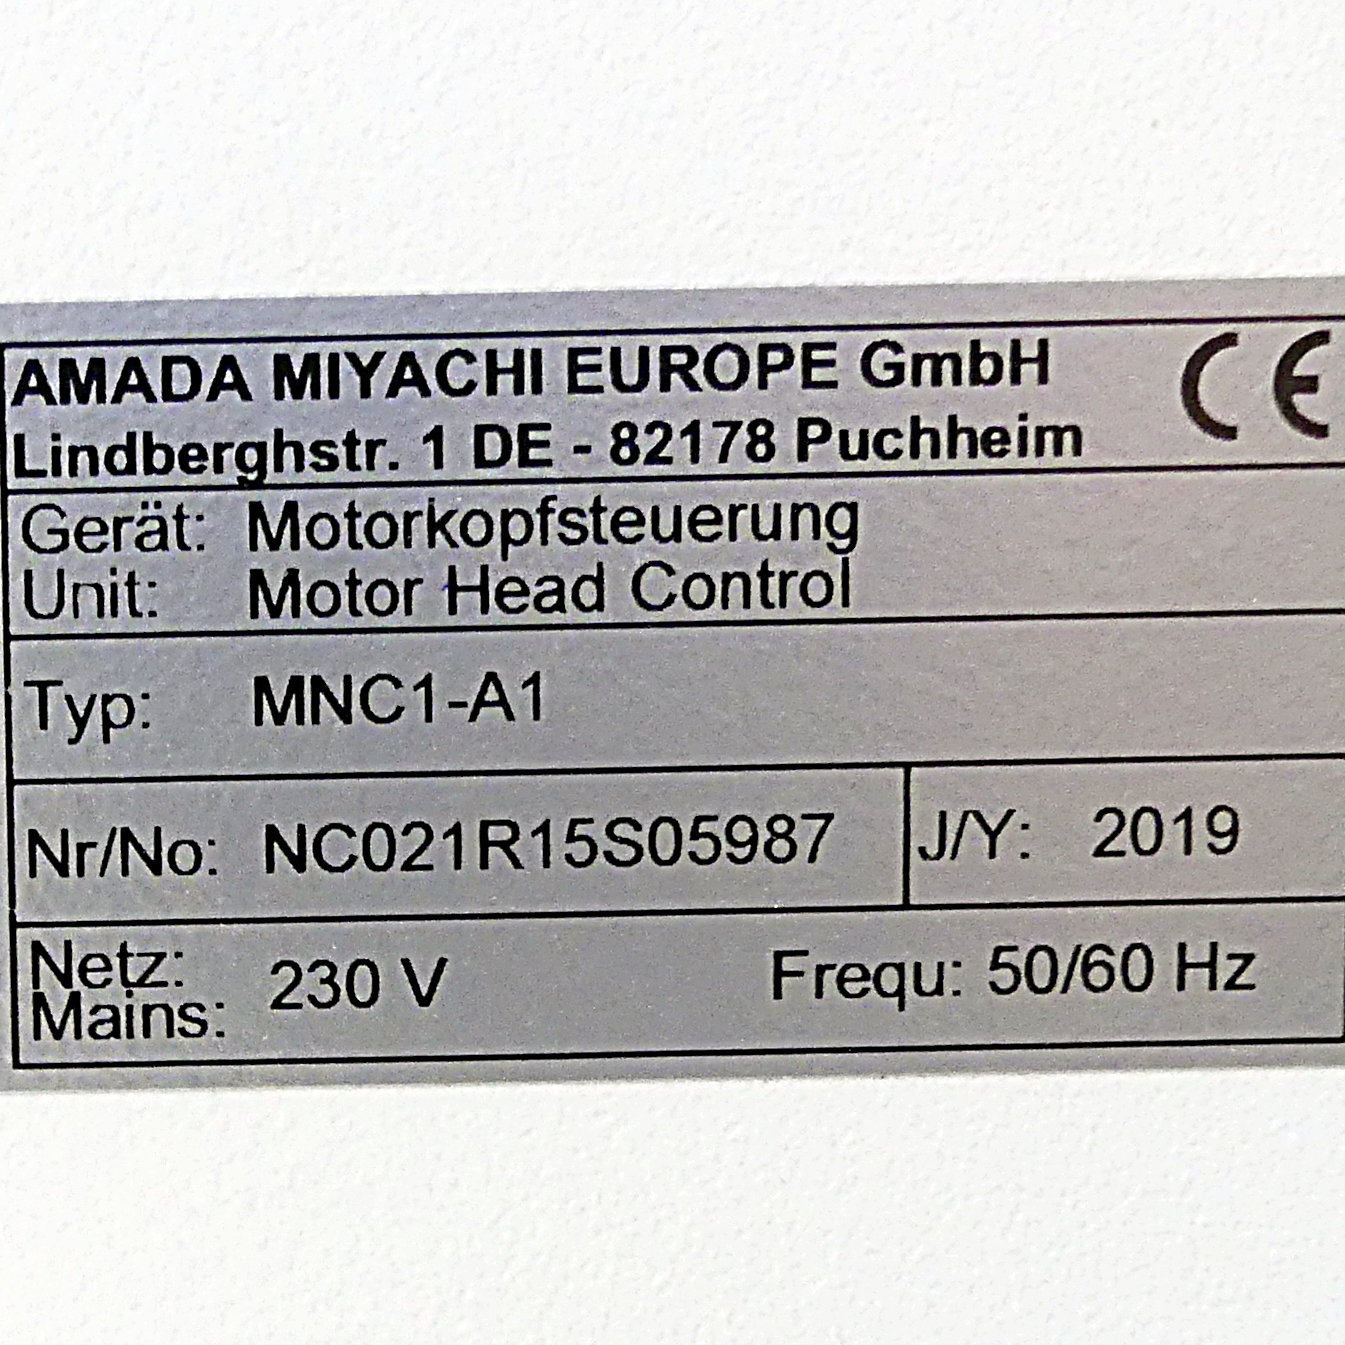 AMADA MIYACHI EUROPE GmbH CE
Lindberghstr. 1 DE - 82178 Puchheim
Gerät: Motorkopfsteuerung
Unit: Motor Head Control
Typ: MNC1-A1
Nr/No: NC021R15S05987 J/Y: 2019
Netz:
Mains: 230 V Frequ: 50/60 Hz